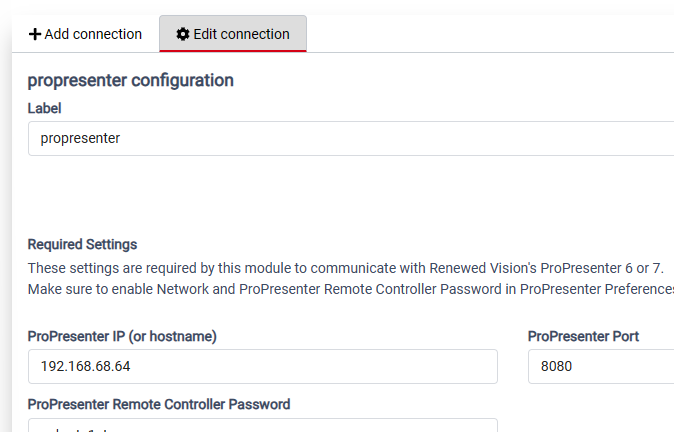 Add connection
Edit connection
propresenter configuration
Label
propresenter
Required Settings
These settings are required by this module to communicate with Renewed Vision's ProPresenter 6 or 7.
Make sure to enable Network and ProPresenter Remote Controller Password in ProPresenter Preferences
ProPresenter IP (or hostname)
ProPresenter Port
192.168.68.64
8080
ProPresenter Remote Controller Password